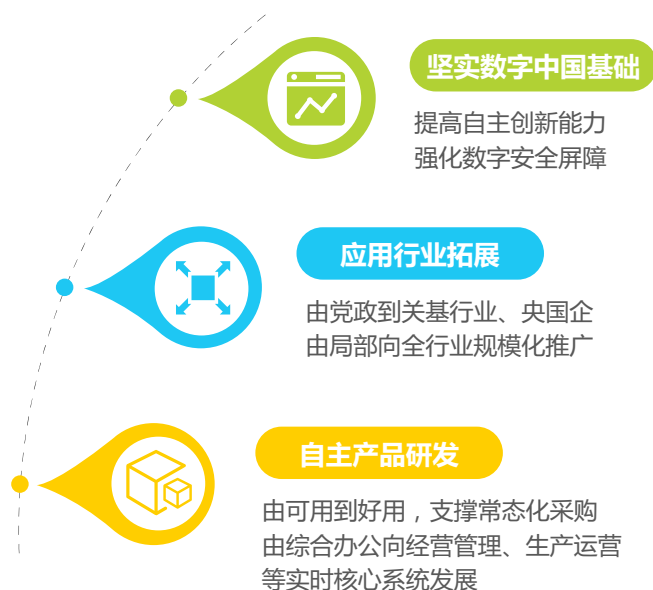 坚实数字中国基础
提高自主创新能力
强化数字安全屏障
应用行业拓展
由党政到关基行业、央国企
由局部向全行业规模化推广
自主产品研发
由可用到好用，支撑常态化采购
由综合办公向经营管理、生产运营
等实时核心系统发展